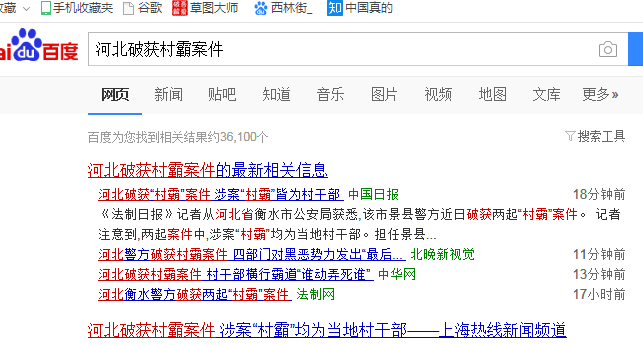 收藏 手机收藏夹 谷歌 草图大师 西林街_ 知 中国真的
ai du 百度 河北破获村霸案件
网页 新闻 贴吧 知道 音乐 图片 视频 地图 文库 更多»
百度为您找到相关结果约36,100个 搜索工具
河北破获村霸案件的最新相关信息
河北破获“村霸”案件 涉案“村霸”皆为村干部 中国日报 18分钟前
《法制日报》记者从河北省衡水市公安局获悉,该市景县警方近日破获两起“村霸”案件。 记者
注意到,两起案件中,涉案“村霸”均为当地村干部。担任景县...
河北警方破获村霸案件 四部门对黑恶势力发出“最后... 北晚新视觉 11分钟前
河北破获村霸案件 村干部横行霸道“谁动弄死谁” 中华网 13分钟前
河北衡水警方破获两起“村霸”案件 法制网 17小时前
河北破获村霸案件 涉案“村霸”均为当地村干部——上海热线新闻频道